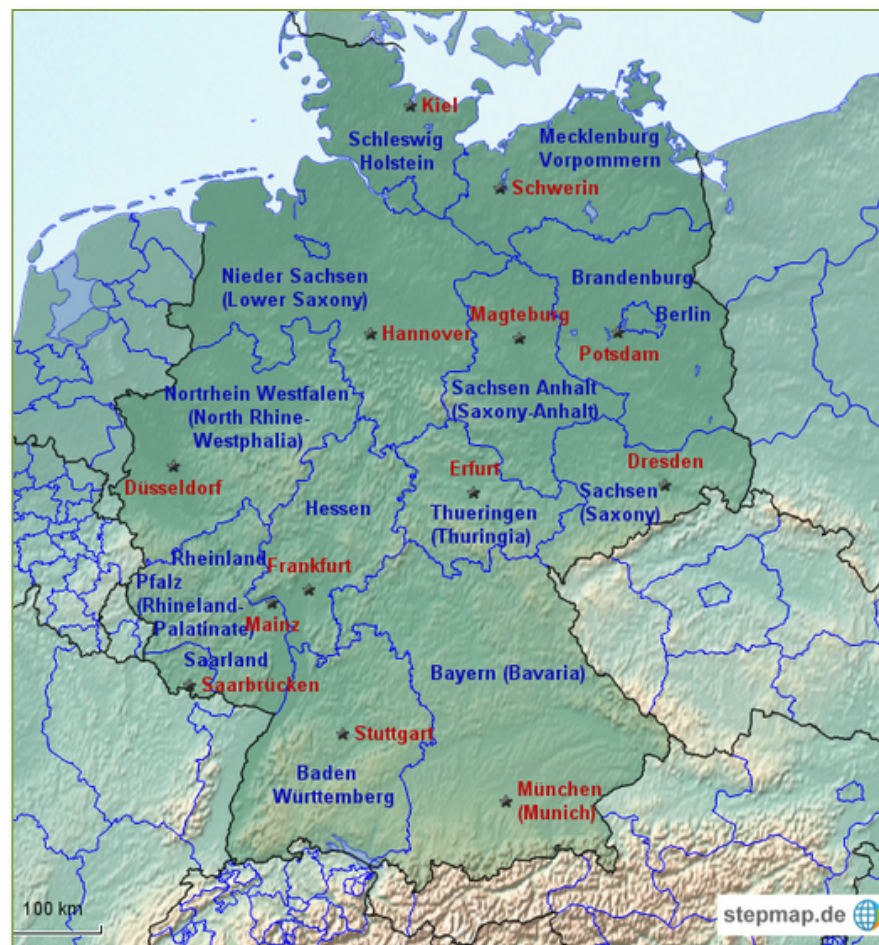 Kiel
Schleswig
Holstein
Mecklenburg
Vorpommern
Schwerin
Nieder Sachsen
(Lower Saxony)
Brandenburg
Magteburg
Berlin
Hannover
Potsdam
Nortrhein Westfalen
(North Rhine-
Westphalia)
Sachsen Anhalt
(Saxony-Anhalt)
Erfurt
Dresden
Düsseldorf
Hessen
Sachsen
(Saxony)
Thueringen
(Thuringia)
Rheinland
Pfalz
(Rhineland-
Palatinate)
Frankfurt
Mainz
Saarland
Saarbrücken
Bayern (Bavaria)
Stuttgart
Baden
Württemberg
München
(Munich)
100 km
stepmap.de